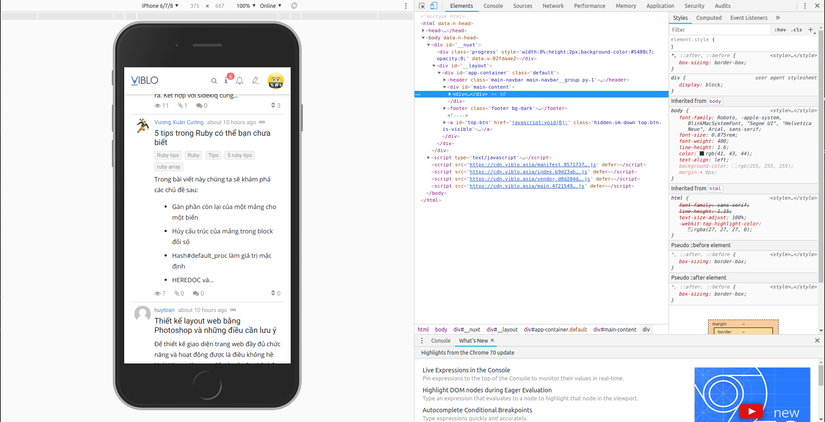 iPhone 6/7/8 ▼ 375 × 667 100% ▼ Online ▼
VIBLO
5
ra. Kết hợp với sidekiq cũng...
11 1 0 3
Vương Xuân Cường about 10 hours ago
5 tips trong Ruby có thể bạn chưa
biết
Ruby tips Ruby Tips 5 ruby tips
ruby array
Trong bài viết này chúng ta sẽ khám phá
các chủ đề sau:
Gán phần còn lại của một mảng cho
một biến
Hủy cấu trúc của mảng trong block
đối số
Hash#default_proc làm giá trị mặc
định
HEREDOC và...
7 0 0 0
huytoan about 10 hours ago
Thiết kế layout web bằng
Photoshop và những điều cần lưu ý
Để thiết kế giao diện trang web đầy đủ chức
năng và hoạt động được là điều không hề
Elements Console Sources Network Performance Memory Application Security Audits
<!doctype html>
<html data-n-head>
<head>…</head>
<body data-n-head>
<div id="__nuxt">
<div class="progress" style="width:0%;height:2px;background-color:#5488c7;
opacity:0;" data-v-02fdaae2></div>
<div id="__layout">
<div id="app-container" class="default">
<header class="main-navbar main-navbar__group py-1">…</header>
<div id="main-content">
<div>…</div> == $0
</div>
<footer class="footer bg-dark">…</footer>
<!---->
<a id="top-btn" href="javascript:void(0);" class="hidden-sm-down top-btn
is-visible">…</a>
</div>
</div>
</div>
<script type="text/javascript">…</script>
<script src="https://cdn.viblo.asia/manifest.0571737….js" defer></script>
<script src="https://cdn.viblo.asia/index.b9d23ab….js" defer></script>
<script src="https://cdn.viblo.asia/vendor.d0d284d….js" defer></script>
<script src="https://cdn.viblo.asia/main.4721549….js" defer></script>
</body>
</html>
html body div#__nuxt div#__layout div#app-container.default div#main-content div
Styles Computed Event Listeners »
Filter :hov .cls +
element.style {
}
*, ::after, ::before { <style>…</style>
box-sizing: border-box;
}
div { user agent stylesheet
display: block;
}
Inherited from body
body { <style>…</style>
font-family: Roboto, -apple-system,
BlinkMacSystemFont, "Segoe UI", "Helvetica
Neue", Arial, sans-serif;
font-size: 0.875rem;
font-weight: 400;
line-height: 1.6;
color: rgb(41, 43, 44);
text-align: left;
background-color: rgb(255, 255, 255);
margin: 0px;
}
Inherited from html
html { <style>…</style>
font-family: sans-serif;
line-height: 1.15;
text-size-adjust: 100%;
-webkit-tap-highlight-color:
rgba(27, 27, 27, 0);
}
Pseudo ::before element
*, ::after, ::before { <style>…</style>
box-sizing: border-box;
}
Pseudo ::after element
*, ::after, ::before { <style>…</style>
box-sizing: border-box;
}
margin –
border –
Console What's New ×
Highlights from the Chrome 70 update
Live Expressions in the Console
Pin expressions to the top of the Console to monitor their values in real-time.
Highlight DOM nodes during Eager Evaluation
Type an expression that evaluates to a node to highlight that node in the viewport.
Autocomplete Conditional Breakpoints
Type expressions quickly and accurately.
new